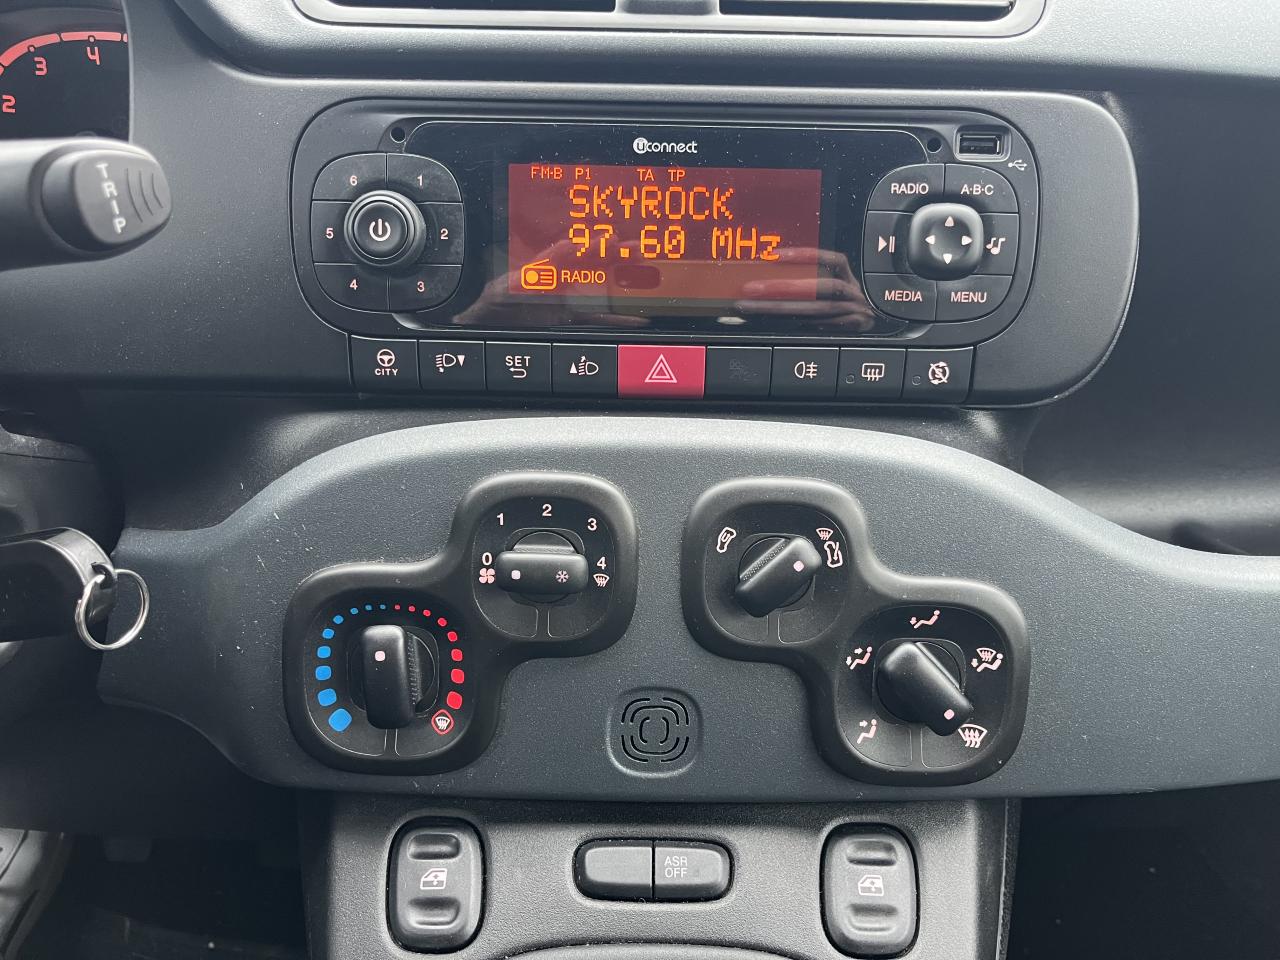 2 3 4
TRIP
Uconnect
FM-B P1 TA TP
SKYROCK
97.60 MHz
RADIO
6 1
5 2
4 3
RADIO A·B·C
MEDIA MENU
CITY
SET
0 1 2 3 4
ASR
OFF